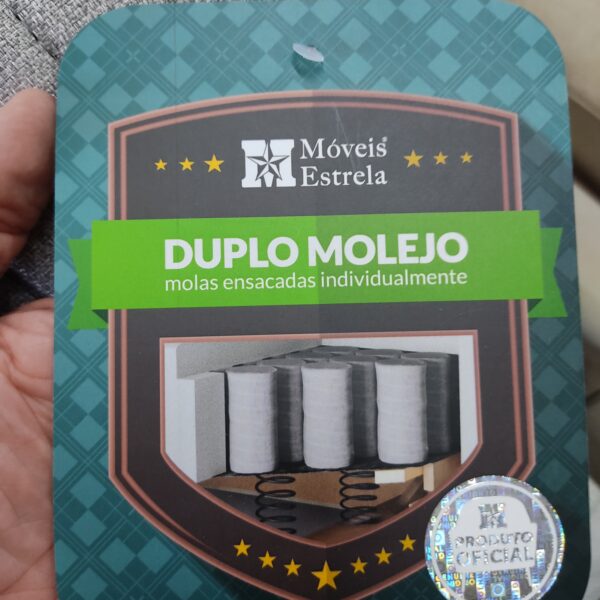 Móveis®
Estrela
DUPLO MOLEJO
molas ensacadas individualmente
PRODUTO
OFICIAL